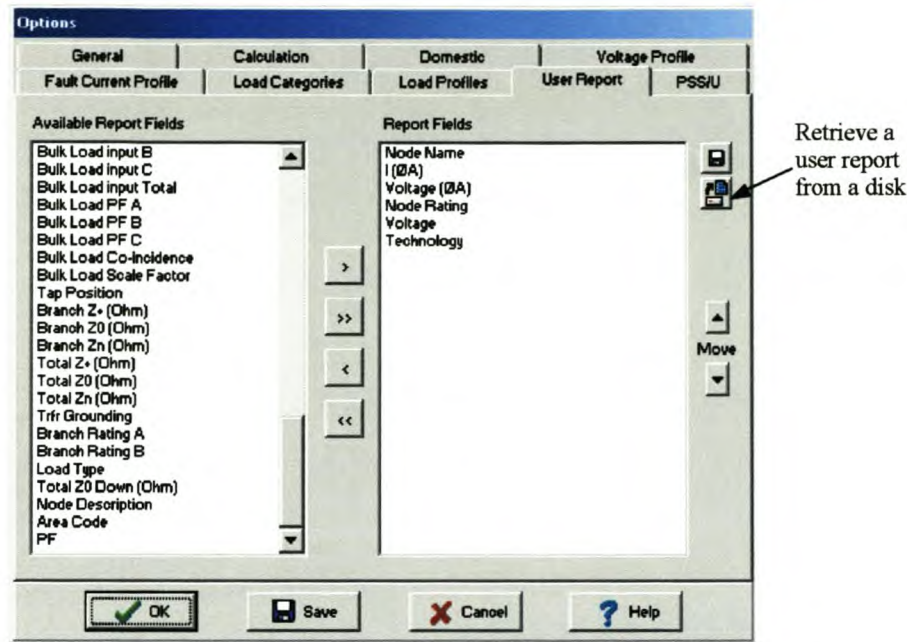 Options
General
Calculation
Domestic
Voltage Profile
Fault Current Profile
Load Categories
Load Profiles
User Report
PSS/U
Available Report Fields
Bulk Load input B
Bulk Load input C
Bulk Load input Total
Bulk Load PF A
Bulk Load PF B
Bulk Load PF C
Bulk Load Co-incidence
Bulk Load Scale Factor
Tap Position
Branch Z+ (Ohm)
Branch Z0 (Ohm)
Branch Zn (Ohm)
Total Z+ (Ohm)
Total Z0 (Ohm)
Total Zn (Ohm)
Trfr Grounding
Branch Rating A
Branch Rating B
Load Type
Total Z0 Down (Ohm)
Node Description
Area Code
PF
>
>>
<
<<
Report Fields
Node Name
I (ØA)
Voltage (ØA)
Node Rating
Voltage
Technology
Move
Retrieve a
user report
from a disk
OK
Save
Cancel
? Help